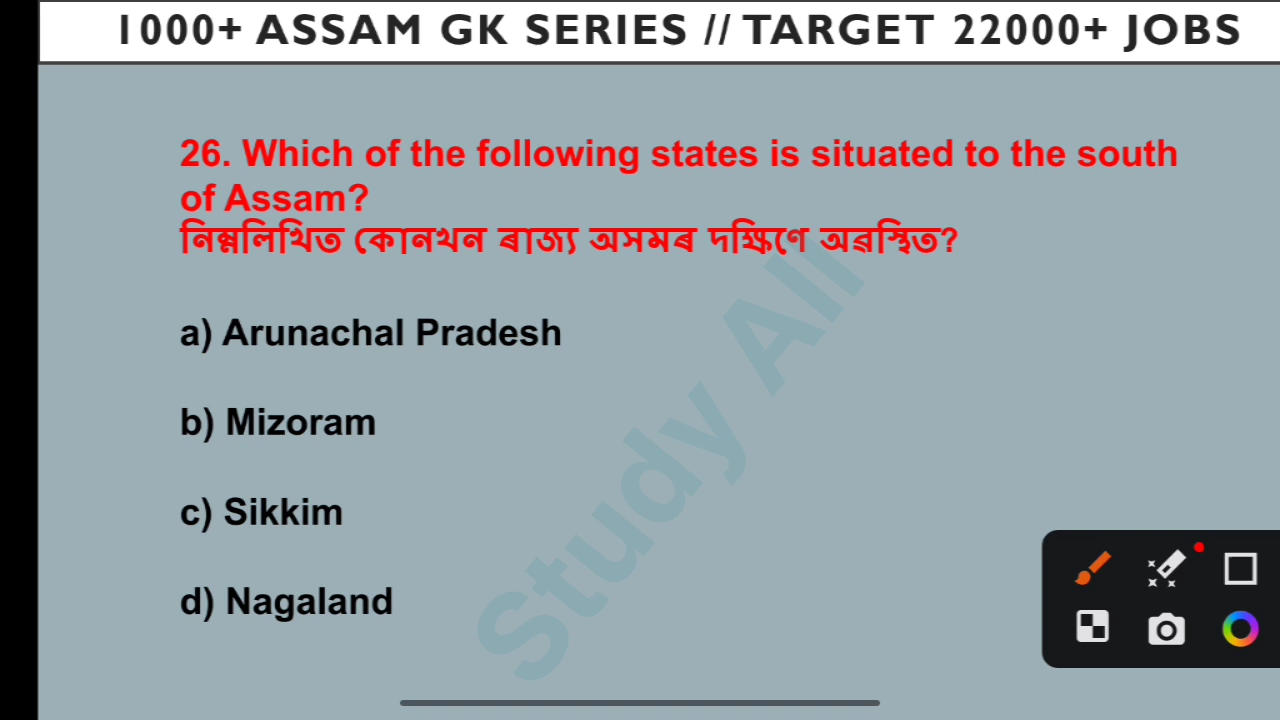 1000+ ASSAM GK SERIES // TARGET 22000+ JOBS
26. Which of the following states is situated to the south
of Assam?
নিম্নলিখিত কোনখন ৰাজ্য অসমৰ দক্ষিণে অৱস্থিত?
a) Arunachal Pradesh
b) Mizoram
c) Sikkim
d) Nagaland
Study All